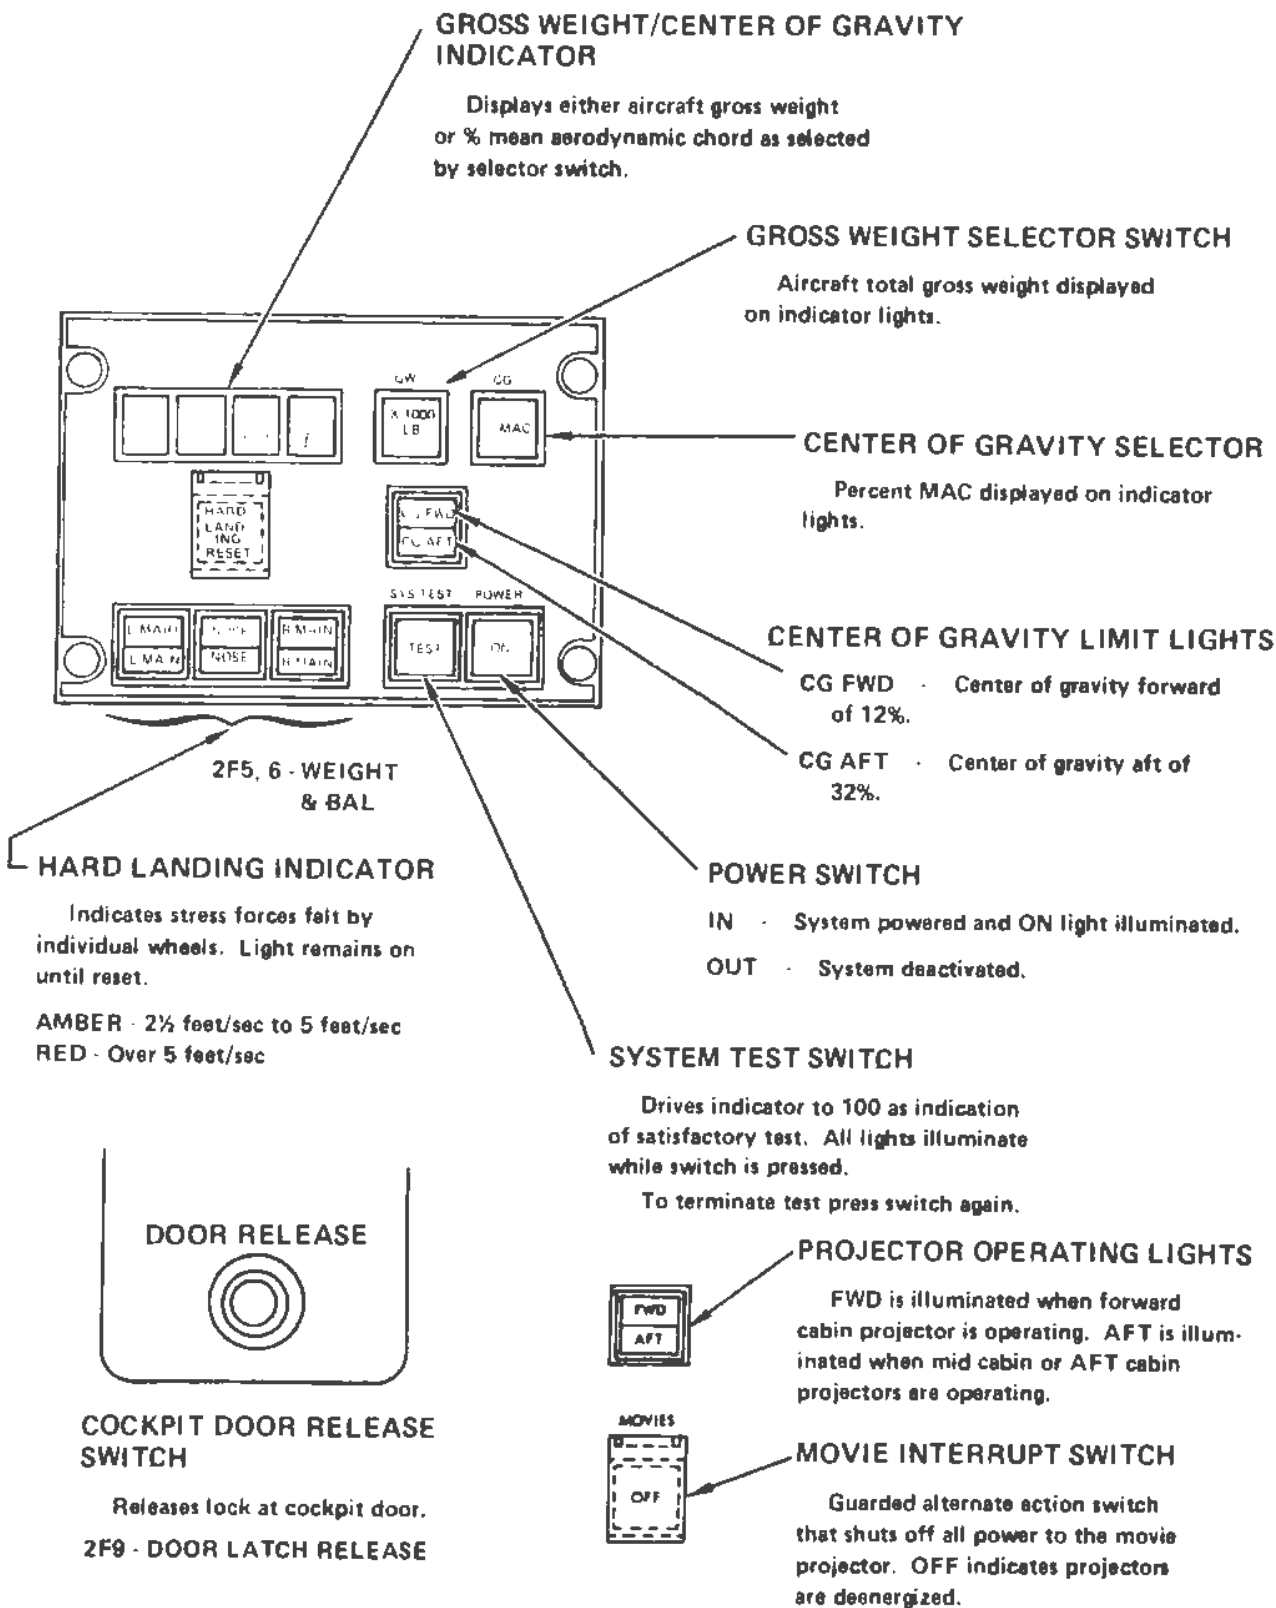 GROSS WEIGHT/CENTER OF GRAVITY
INDICATOR
Displays either aircraft gross weight
or % mean aerodynamic chord as selected
by selector switch.
GROSS WEIGHT SELECTOR SWITCH
Aircraft total gross weight displayed
on indicator lights.
GW
CG
X 1000
LB
MAC
CENTER OF GRAVITY SELECTOR
Percent MAC displayed on indicator
lights.
HARD
LAND
ING
RESET
CG FWD
CG AFT
SYS TEST
POWER
L MAIN
NOSE
R MAIN
L MAIN
NOSE
R MAIN
TEST
ON
CENTER OF GRAVITY LIMIT LIGHTS
CG FWD - Center of gravity forward
of 12%.
CG AFT - Center of gravity aft of
32%.
2F5, 6 - WEIGHT
& BAL
HARD LANDING INDICATOR
Indicates stress forces felt by
individual wheels. Light remains on
until reset.
AMBER - 2½ feet/sec to 5 feet/sec
RED - Over 5 feet/sec
POWER SWITCH
IN - System powered and ON light illuminated.
OUT - System deactivated.
SYSTEM TEST SWITCH
Drives indicator to 100 as indication
of satisfactory test. All lights illuminate
while switch is pressed.
To terminate test press switch again.
DOOR RELEASE
COCKPIT DOOR RELEASE
SWITCH
Releases lock at cockpit door.
2F9 - DOOR LATCH RELEASE
FWD
AFT
PROJECTOR OPERATING LIGHTS
FWD is illuminated when forward
cabin projector is operating. AFT is illum-
inated when mid cabin or AFT cabin
projectors are operating.
MOVIES
OFF
MOVIE INTERRUPT SWITCH
Guarded alternate action switch
that shuts off all power to the movie
projector. OFF indicates projectors
are deenergized.